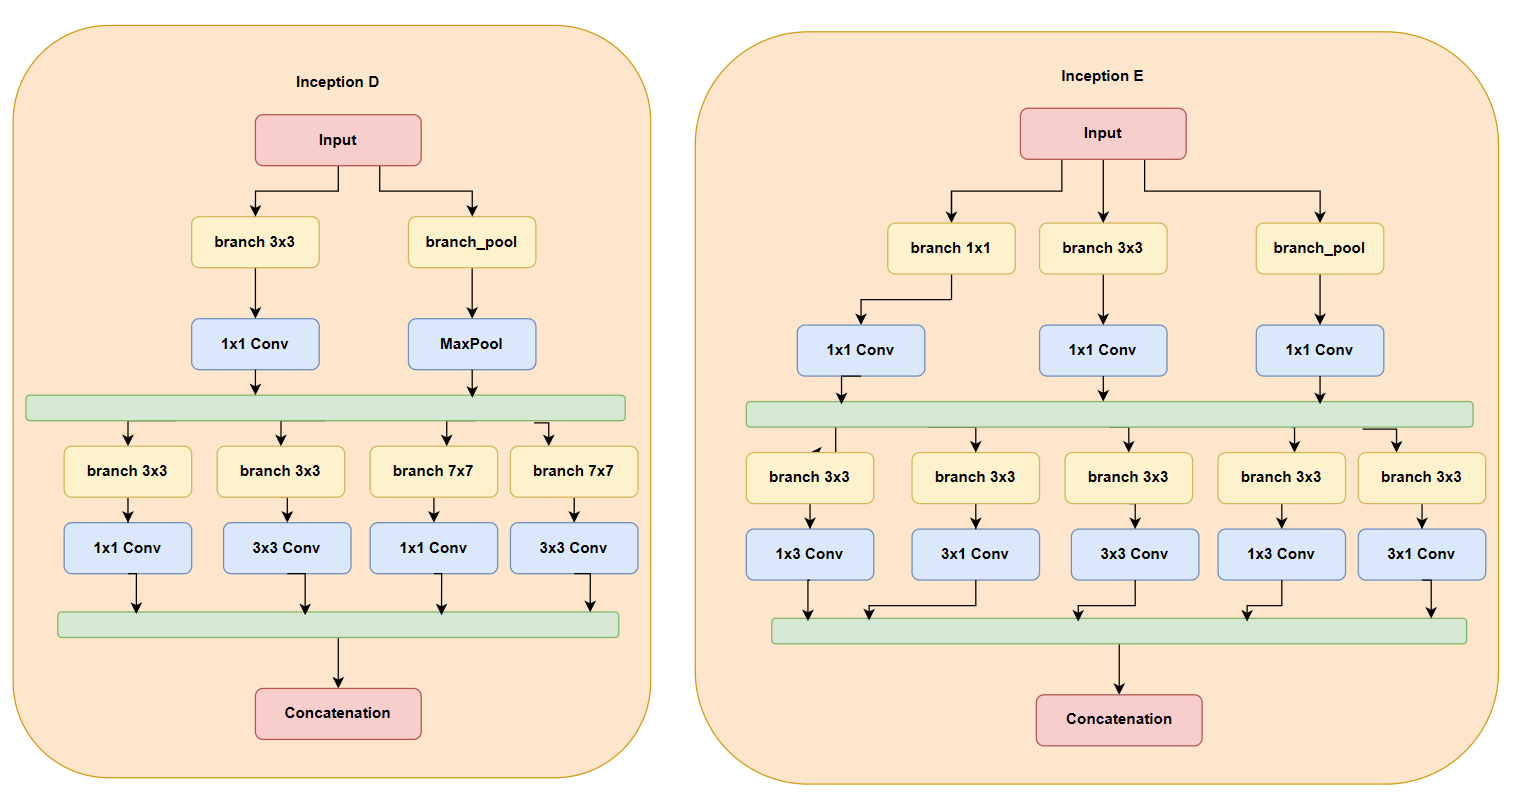 Inception D
Input
branch 3x3
branch_pool
1x1 Conv
MaxPool
branch 3x3
branch 3x3
branch 7x7
branch 7x7
1x1 Conv
3x3 Conv
1x1 Conv
3x3 Conv
Concatenation
Inception E
Input
branch 1x1
branch 3x3
branch_pool
1x1 Conv
1x1 Conv
1x1 Conv
branch 3x3
branch 3x3
branch 3x3
branch 3x3
branch 3x3
1x3 Conv
3x1 Conv
3x3 Conv
1x3 Conv
3x1 Conv
Concatenation